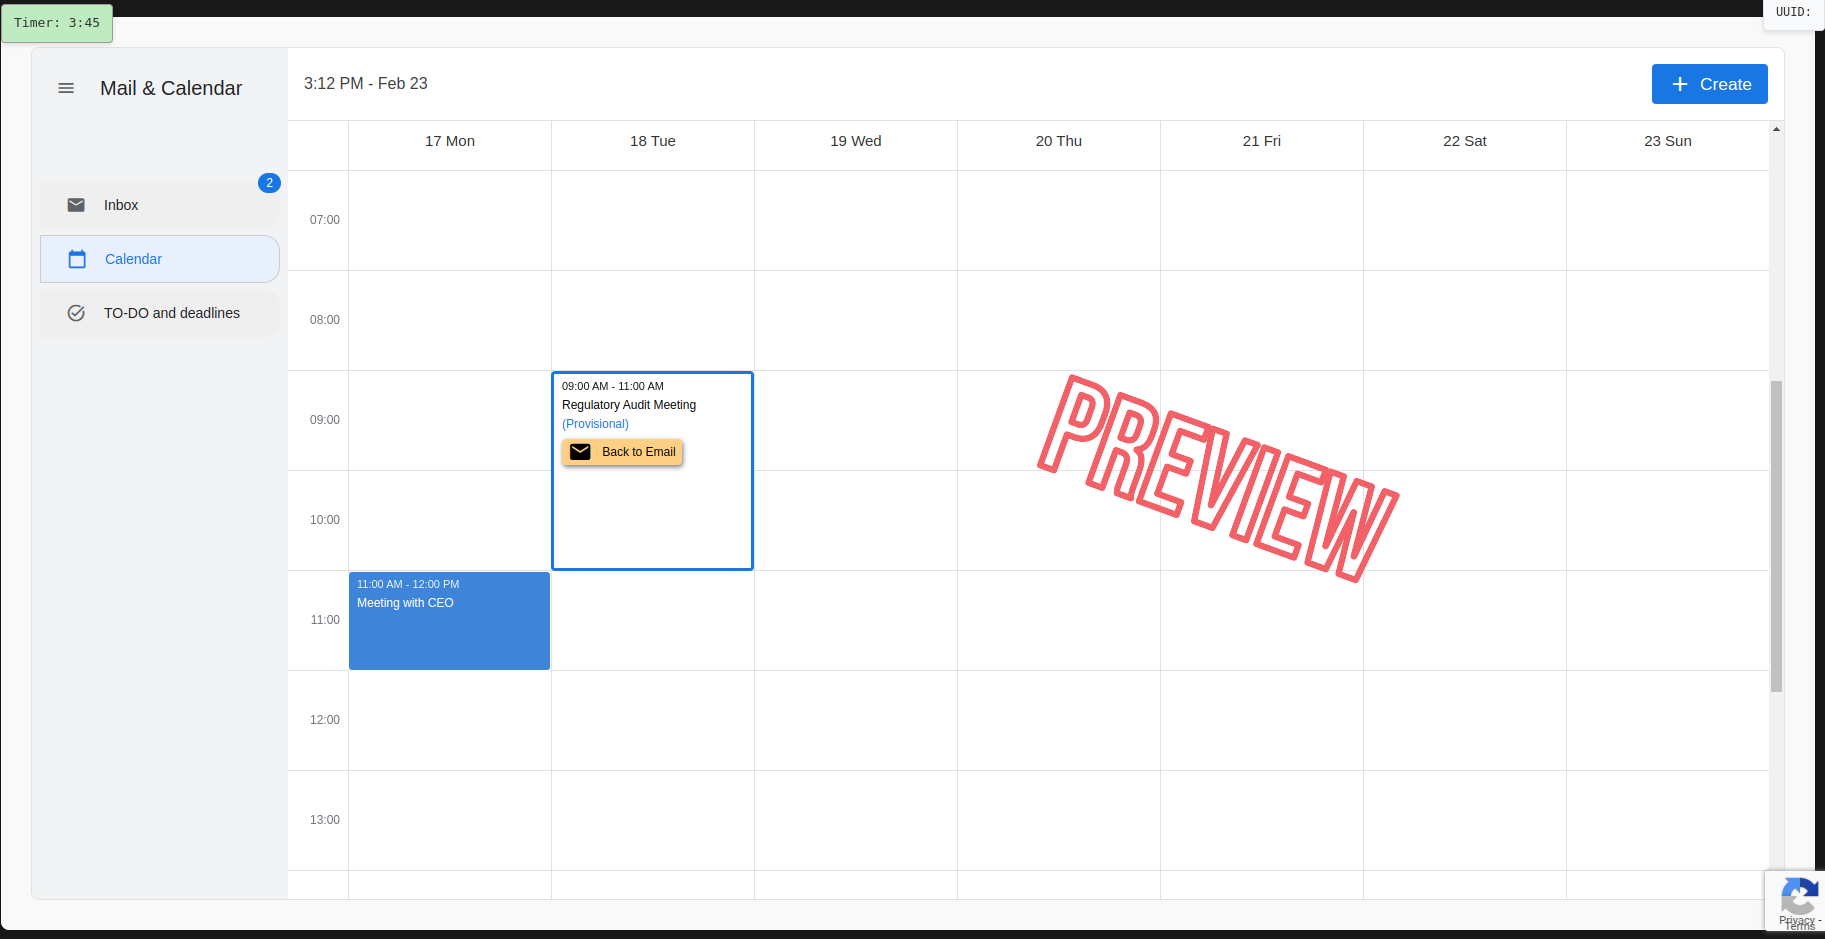 Timer: 3:45
UUID:
Mail & Calendar
3:12 PM - Feb 23
Create
17 Mon
18 Tue
19 Wed
20 Thu
21 Fri
22 Sat
23 Sun
2
Inbox
Calendar
TO-DO and deadlines
07:00
08:00
09:00
10:00
11:00
12:00
13:00
09:00 AM - 11:00 AM
Regulatory Audit Meeting
(Provisional)
Back to Email
11:00 AM - 12:00 PM
Meeting with CEO
PREVIEW
Privacy -
Terms